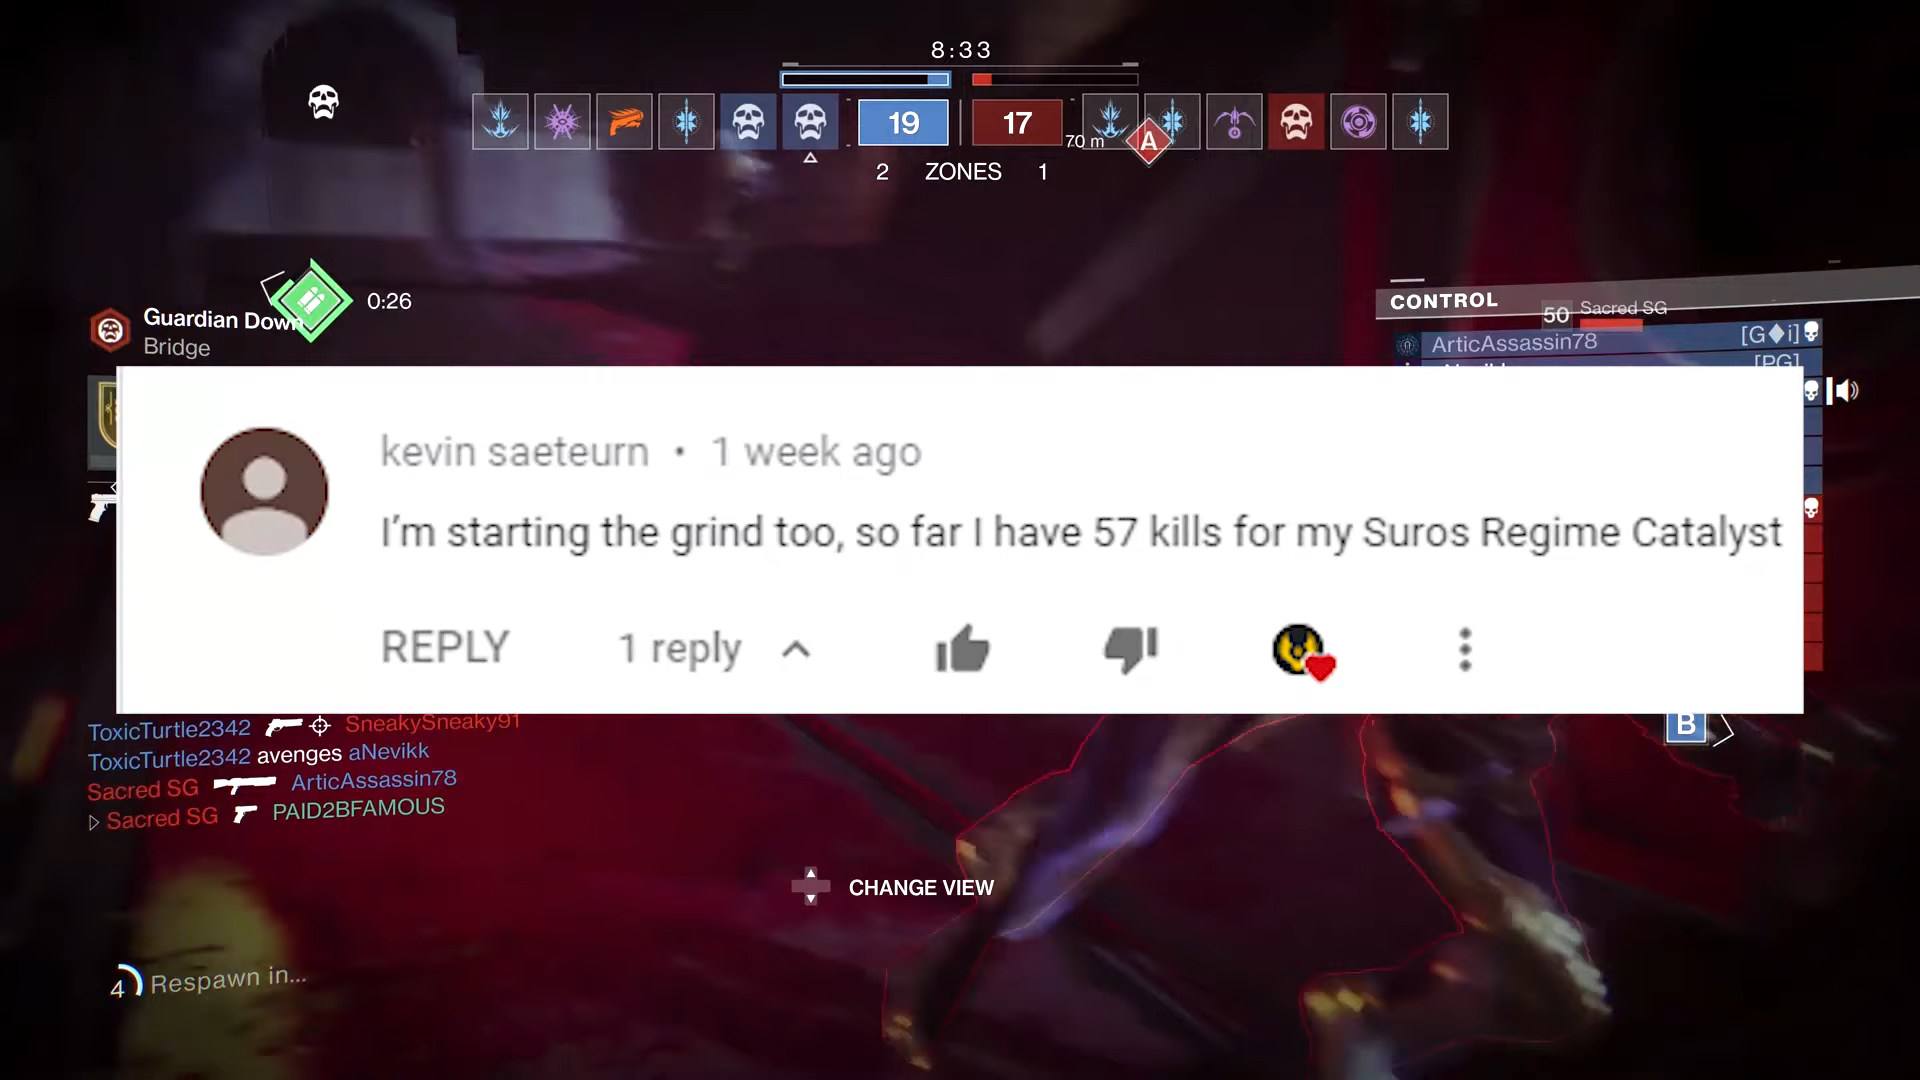 8:33
19
17
70 m
A
2 ZONES 1
0:26
Guardian Down
Bridge
CONTROL
50 Sacred SG
ArticAssassin78 [G♦i]
[PG]
kevin saeteurn • 1 week ago
I'm starting the grind too, so far I have 57 kills for my Suros Regime Catalyst
REPLY 1 reply
B
ToxicTurtle2342 SneakySneaky91
ToxicTurtle2342 avenges aNevikk
Sacred SG ArticAssassin78
Sacred SG PAID2BFAMOUS
CHANGE VIEW
4 Respawn in...